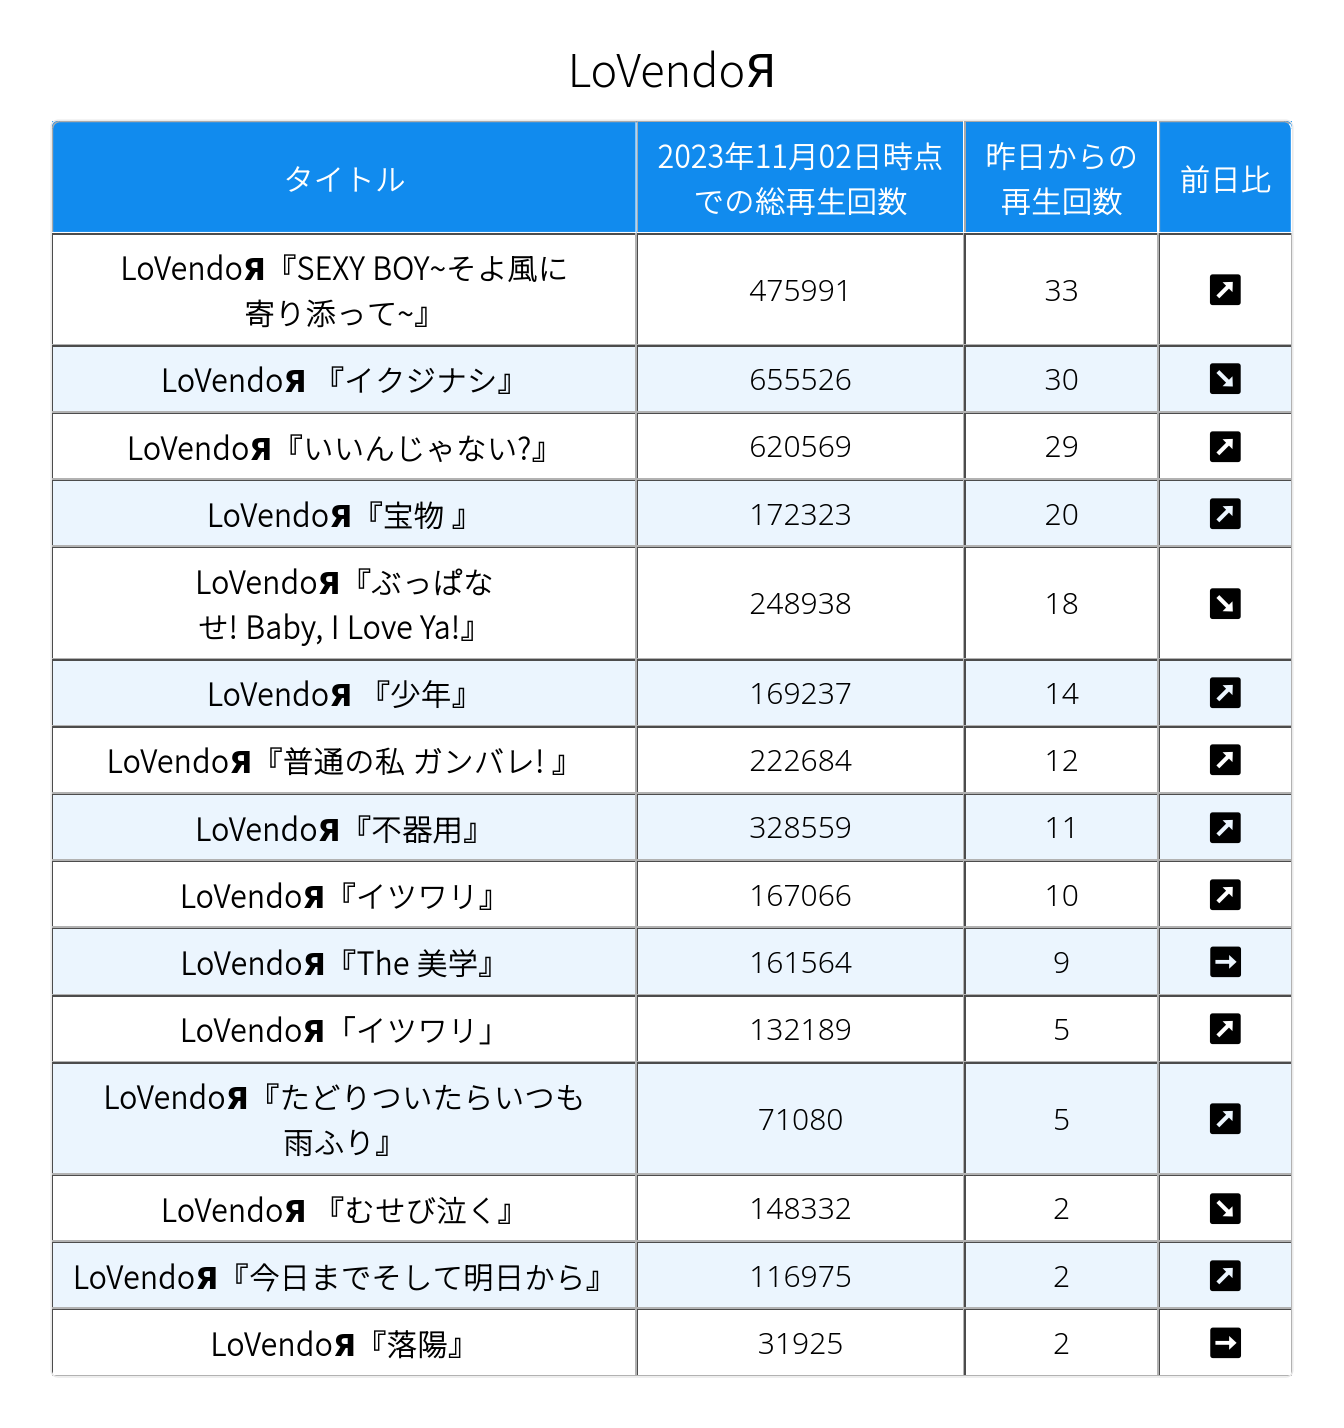 LoVendoЯ
タイトル
2023年11月02日時点
での総再生回数
昨日からの
再生回数
前日比
LoVendoЯ『SEXY BOY~そよ風に
寄り添って~』
475991
33
LoVendoЯ 『イクジナシ』
655526
30
LoVendoЯ『いいんじゃない?』
620569
29
LoVendoЯ『宝物 』
172323
20
LoVendoЯ『ぶっぱな
せ! Baby, I Love Ya!』
248938
18
LoVendoЯ 『少年』
169237
14
LoVendoЯ『普通の私 ガンバレ! 』
222684
12
LoVendoЯ『不器用』
328559
11
LoVendoЯ『イツワリ』
167066
10
LoVendoЯ『The 美学』
161564
9
LoVendoЯ「イツワリ」
132189
5
LoVendoЯ『たどりついたらいつも
雨ふり』
71080
5
LoVendoЯ 『むせび泣く』
148332
2
LoVendoЯ『今日までそして明日から』
116975
2
LoVendoЯ『落陽』
31925
2